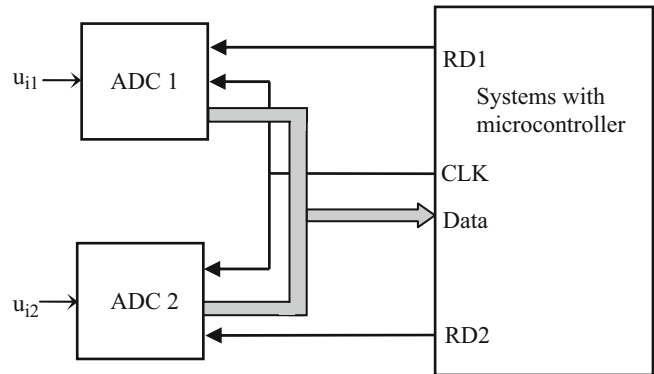 RD1
u_i1
ADC 1
Systems with
microcontroller
CLK
Data
u_i2
ADC 2
RD2